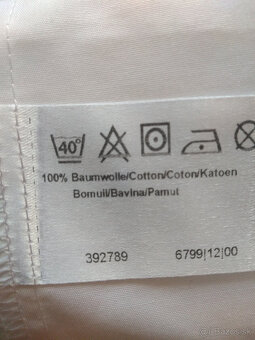 40°
100% Baumwolle/Cotton/Coton/Katoen
Bomull/Bavlna/Pamut
392789 6799|12|00